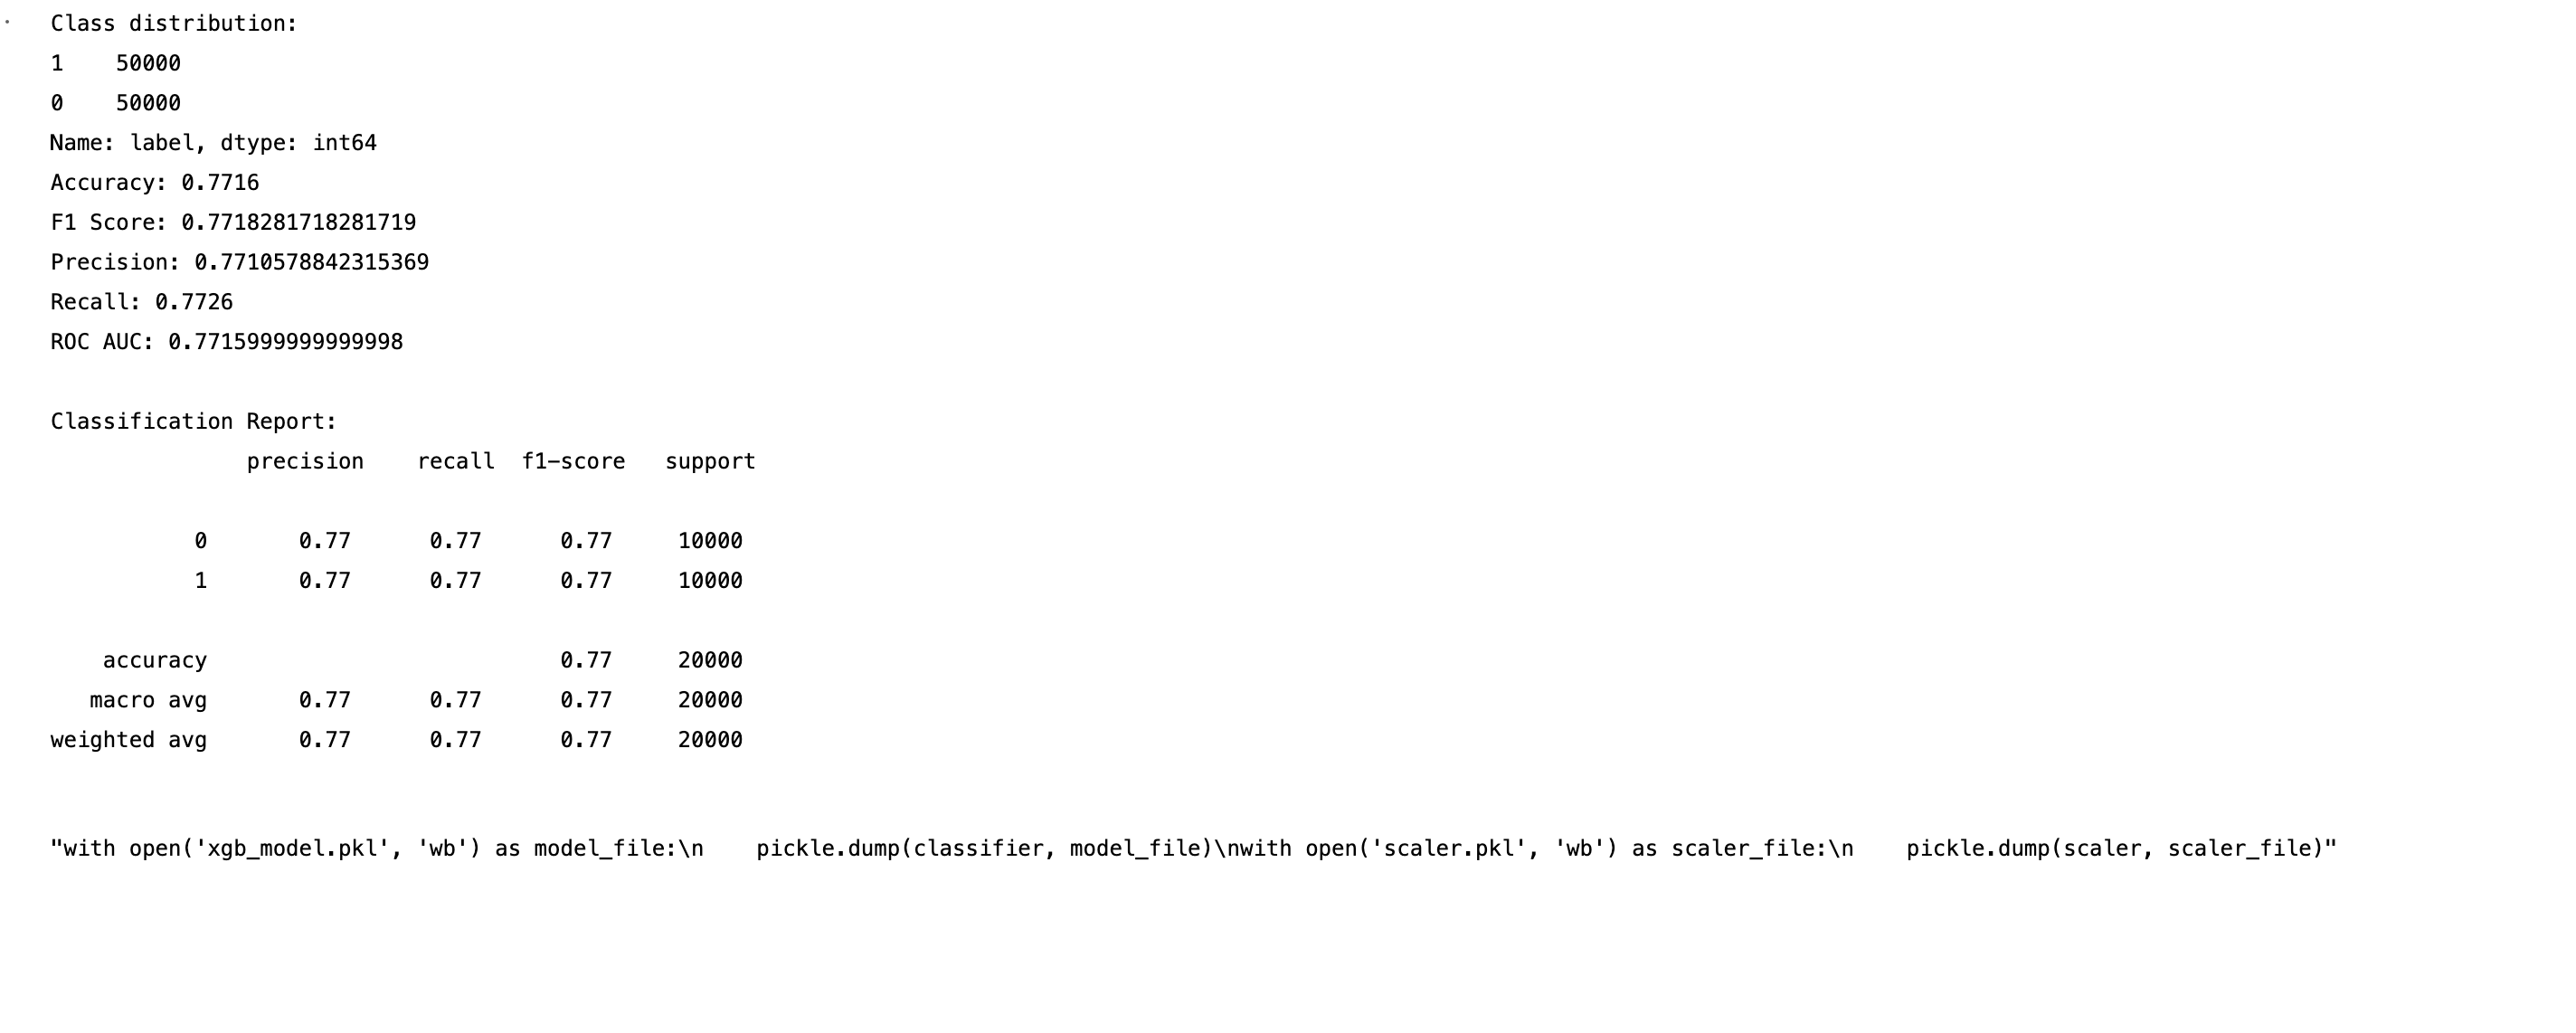 Class distribution:
1    50000
0    50000
Name: label, dtype: int64
Accuracy: 0.7716
F1 Score: 0.7718281718281719
Precision: 0.7710578842315369
Recall: 0.7726
ROC AUC: 0.7715999999999998
Classification Report:
precision    recall  f1-score   support
0       0.77      0.77      0.77     10000
1       0.77      0.77      0.77     10000
accuracy                           0.77     20000
macro avg       0.77      0.77      0.77     20000
weighted avg       0.77      0.77      0.77     20000
"with open('xgb_model.pkl', 'wb') as model_file:\n    pickle.dump(classifier, model_file)\nwith open('scaler.pkl', 'wb') as scaler_file:\n    pickle.dump(scaler, scaler_file)"